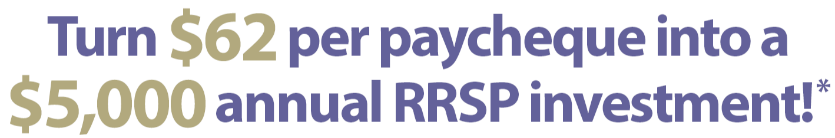 Turn $62 per paycheque into a
$5,000 annual RRSP investment!*